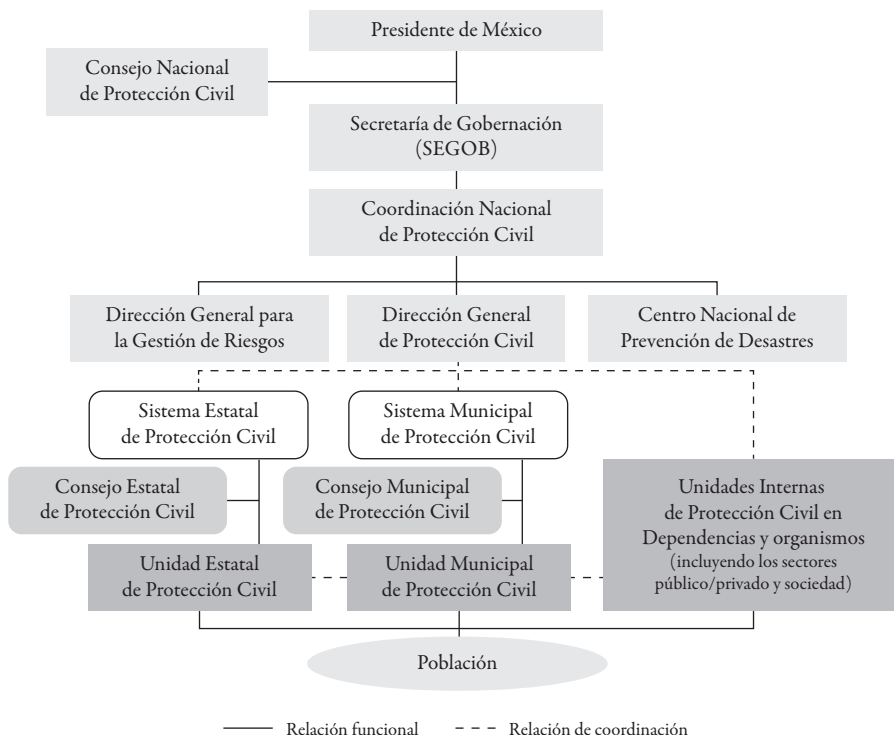 Presidente de México
Consejo Nacional
de Protección Civil
Secretaría de Gobernación
(SEGOB)
Coordinación Nacional
de Protección Civil
Dirección General para
la Gestión de Riesgos
Dirección General
de Protección Civil
Centro Nacional de
Prevención de Desastres
Sistema Estatal
de Protección Civil
Sistema Municipal
de Protección Civil
Consejo Estatal
de Protección Civil
Consejo Municipal
de Protección Civil
Unidades Internas
de Protección Civil en
Dependencias y organismos
(incluyendo los sectores
público/privado y sociedad)
Unidad Estatal
de Protección Civil
Unidad Municipal
de Protección Civil
Población
Relación funcional
Relación de coordinación